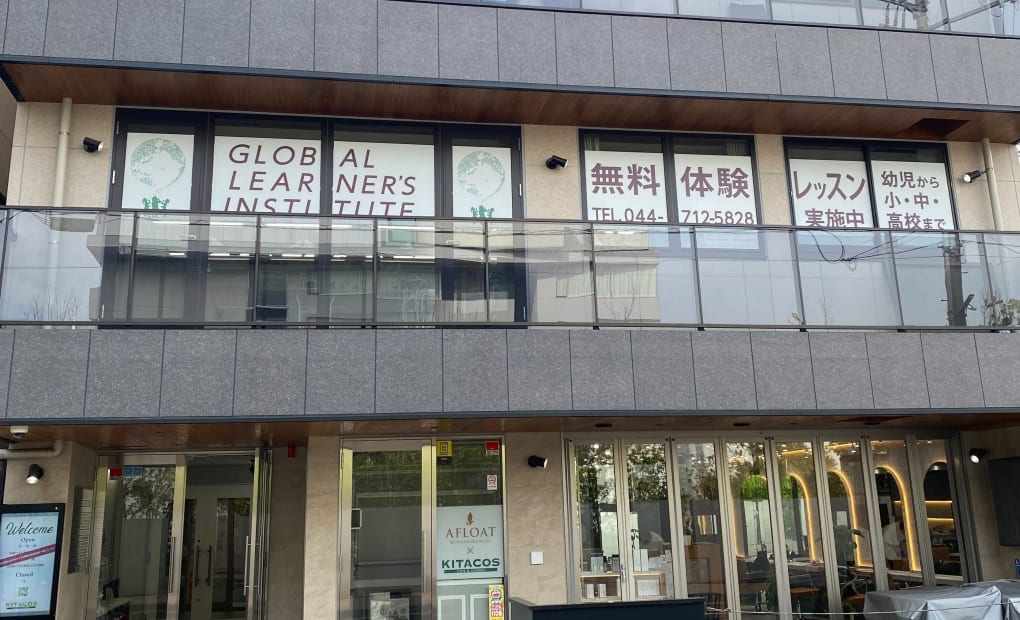 GLOBAL
LEARNER'S
INSTITUTE
無料体験
TEL.044-712-5828
レッスン
実施中
幼児から
小・中・
高校まで
Welcome
Open
Closed
KITACOS
AFLOAT
×
KITACOS